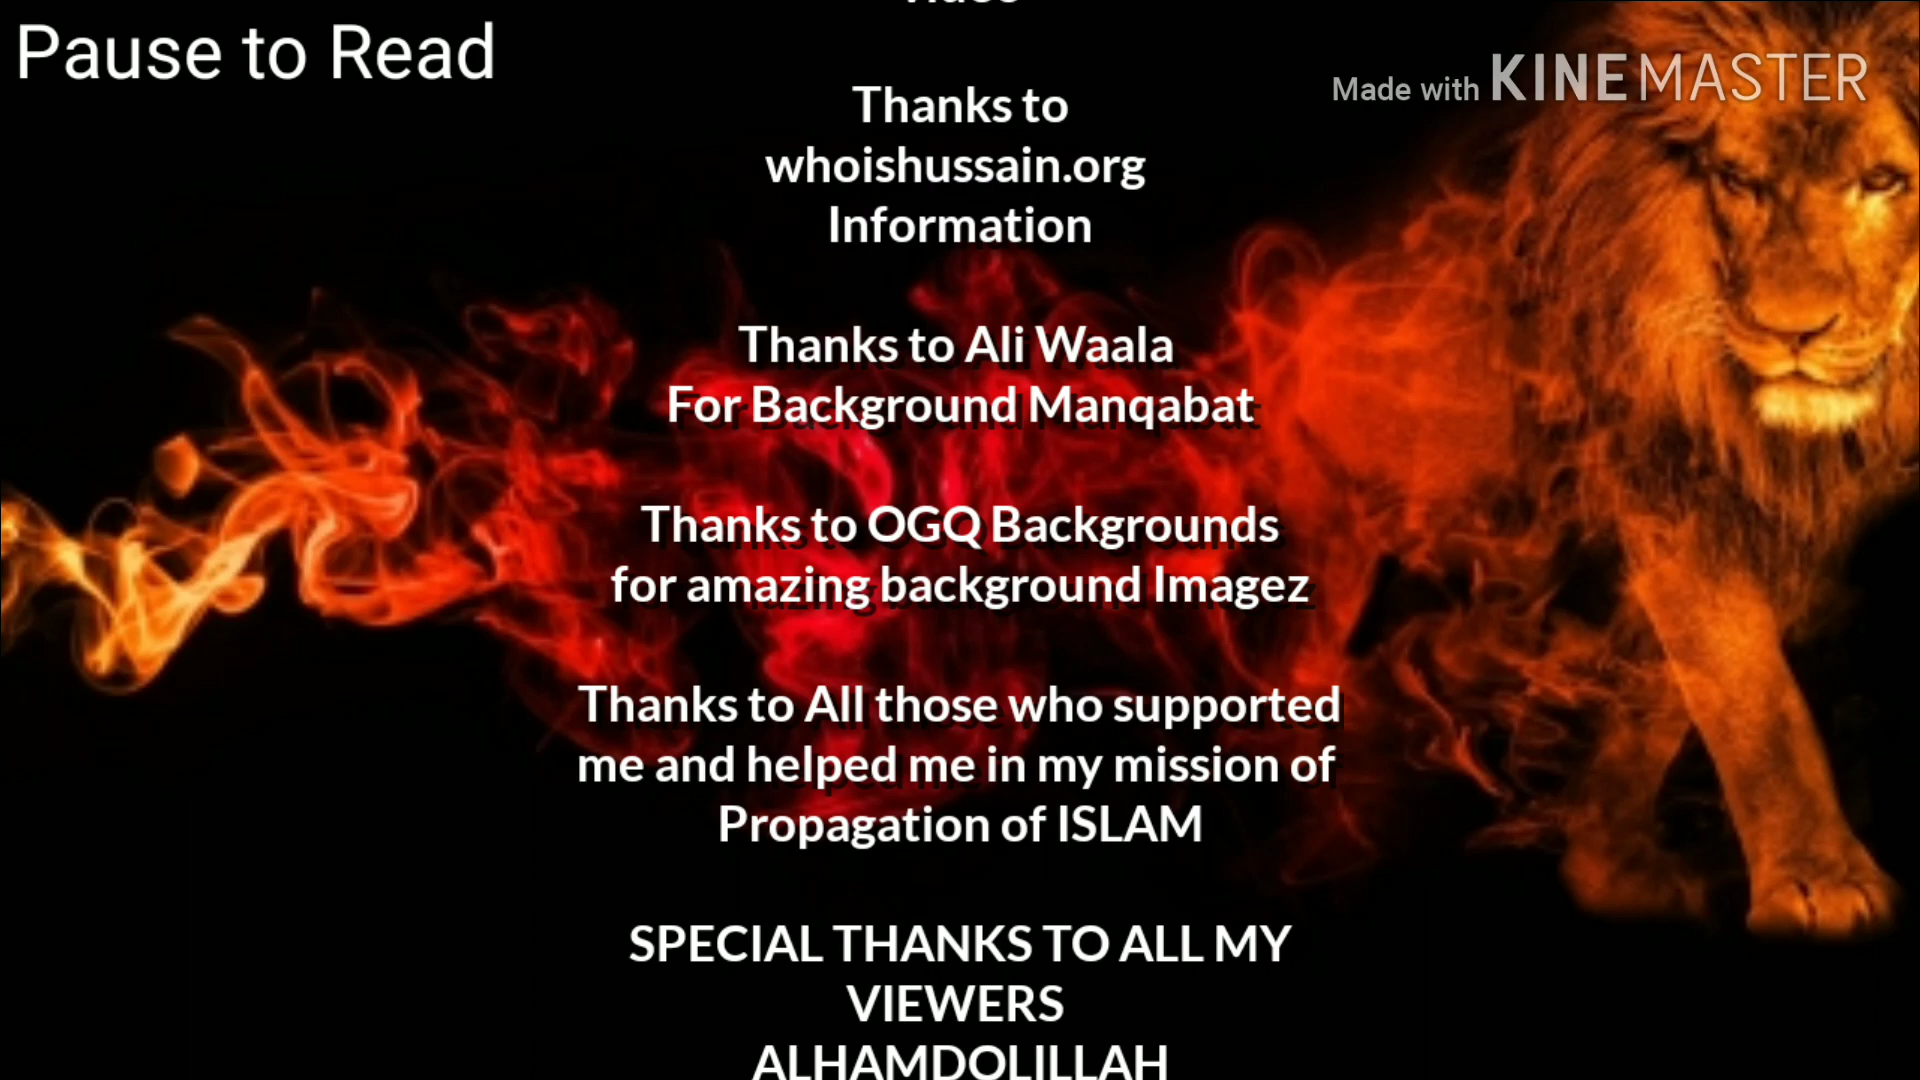 Pause to Read
Made with KINEMASTER
Thanks to
whoishussain.org
Information
Thanks to Ali Waala
For Background Manqabat
Thanks to OGQ Backgrounds
for amazing background Imagez
Thanks to All those who supported
me and helped me in my mission of
Propagation of ISLAM
SPECIAL THANKS TO ALL MY
VIEWERS
ALHAMDOLILLAH